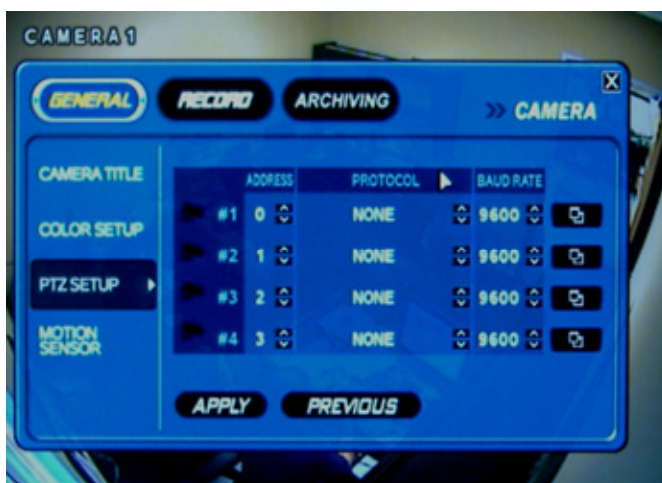 CAMERA1
GENERAL RECORD ARCHIVING X
» CAMERA
CAMERA TITLE
COLOR SETUP
PTZ SETUP
MOTION SENSOR
ADDRESS PROTOCOL BAUD RATE
#1 0 NONE 9600
#2 1 NONE 9600
#3 2 NONE 9600
#4 3 NONE 9600
APPLY PREVIOUS